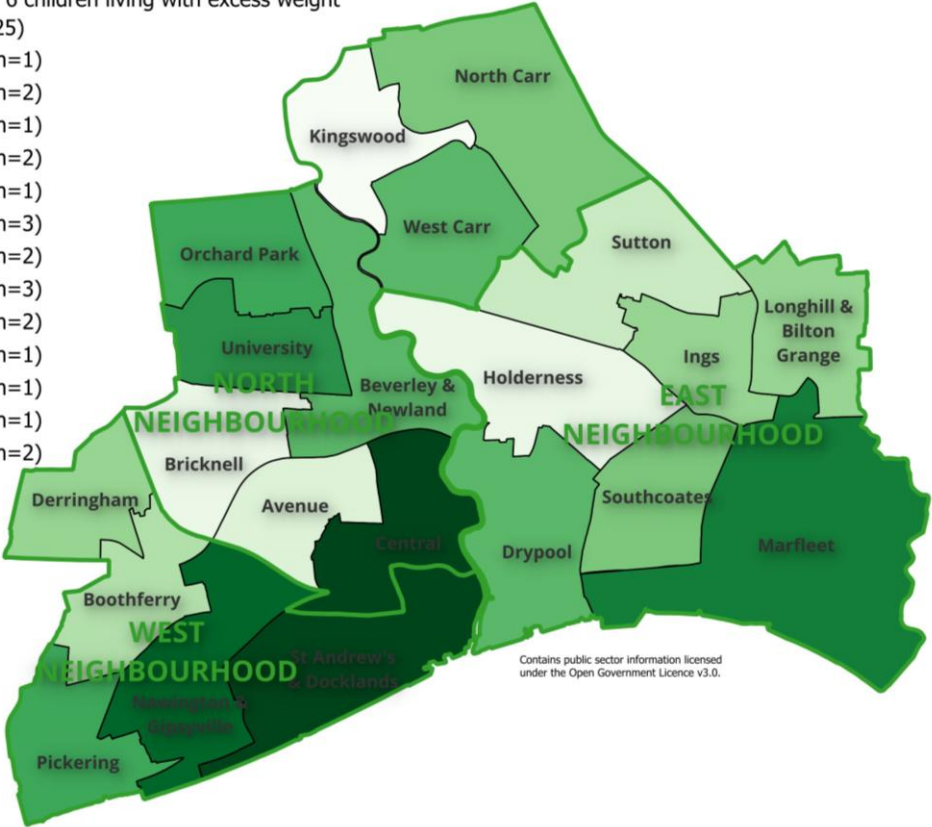 6 children living with excess weight
25)
n=1)
n=2)
n=1)
n=2)
n=1)
n=3)
n=2)
n=3)
n=2)
n=1)
n=1)
n=1)
n=2)
North Carr
Kingswood
West Carr
Sutton
Orchard Park
Longhill &
Bilton
Grange
University
Ings
Holderness
Beverley &
Newland
NORTH
NEIGHBOURHOOD
EAST
NEIGHBOURHOOD
Bricknell
Derringham
Avenue
Southcoates
Central
Drypool
Marfleet
Boothferry
WEST
NEIGHBOURHOOD
St Andrew's
& Docklands
Newington &
Gipsyville
Pickering
Contains public sector information licensed
under the Open Government Licence v3.0.